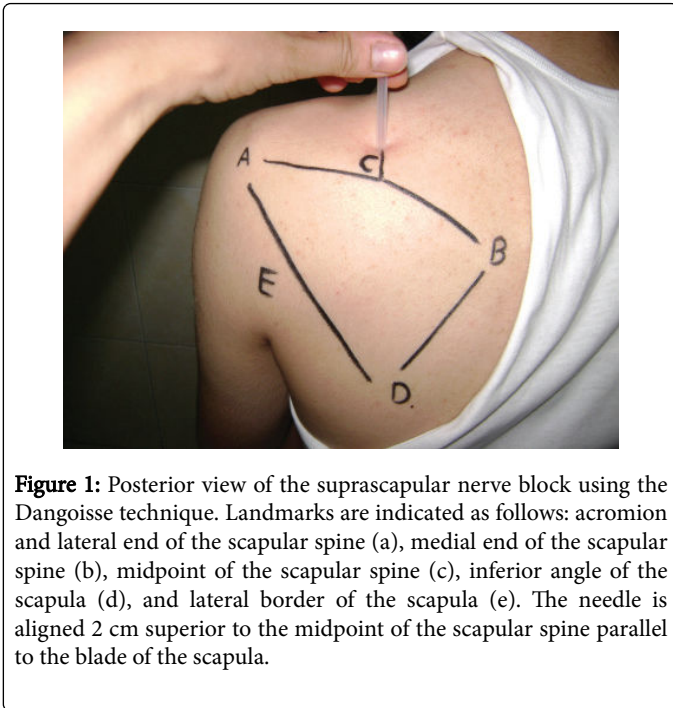 A
C
B
E
D.
Figure 1: Posterior view of the suprascapular nerve block using the
Dangoisse technique. Landmarks are indicated as follows: acromion
and lateral end of the scapular spine (a), medial end of the scapular
spine (b), midpoint of the scapular spine (c), inferior angle of the
scapula (d), and lateral border of the scapula (e). The needle is
aligned 2 cm superior to the midpoint of the scapular spine parallel
to the blade of the scapula.